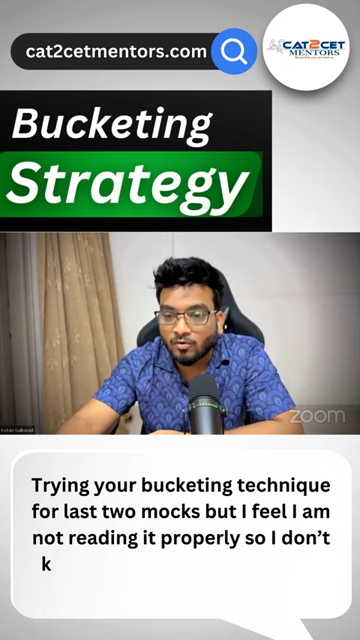 cat2cetmentors.com
CAT2CET
MENTORS
Bucketing
Strategy
zoom
Trying your bucketing technique
for last two mocks but I feel I am
not reading it properly so I don’t
k